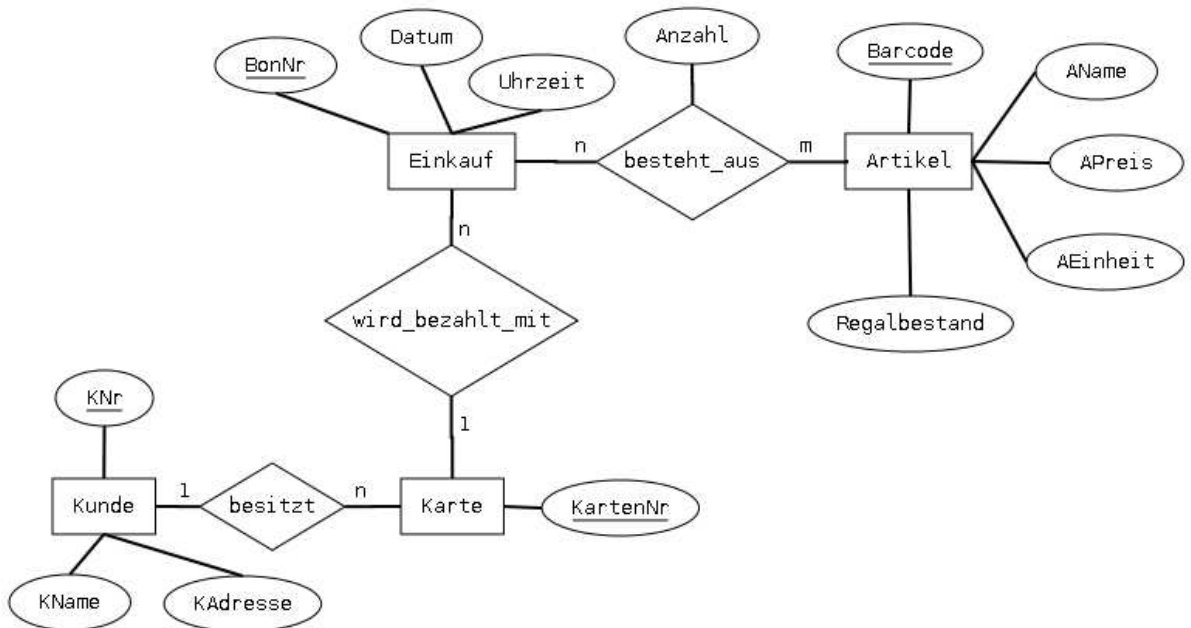 Datum
Anzahl
BonNr
Barcode
AName
Uhrzeit
Einkauf
n
besteht_aus
m
Artikel
APreis
n
AEinheit
wird_bezahlt_mit
Regalbestand
KNr
1
Kunde
1
besitzt
n
Karte
KartenNr
KName
KAdresse